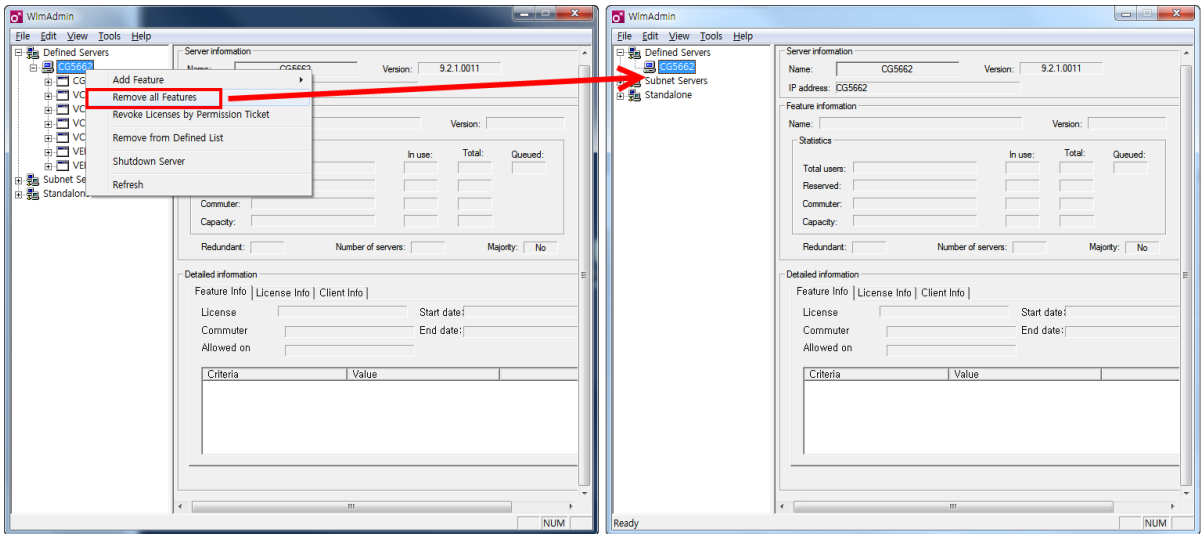 WlmAdmin
File Edit View Tools Help
Defined Servers
CG5662
CG
VC
VC
VC
VC
Subnet Se
Standalon
Add Feature
Remove all Features
Revoke Licenses by Permission Ticket
Remove from Defined List
Shutdown Server
Refresh
Server information
CG5662 Version: 9.2.1.0011
Version:
In use: Total: Queued:
Commuter:
Capacity:
Redundant: Number of servers: Majority: No
Detailed information
Feature Info License Info Client Info
License Start date:
Commuter End date:
Allowed on
Criteria Value
NUM
WlmAdmin
File Edit View Tools Help
Defined Servers
CG5662
Subnet Servers
Standalone
Server information
Name: CG5662 Version: 9.2.1.0011
IP address: CG5662
Feature information
Name: Version:
Statistics
In use: Total: Queued:
Total users:
Reserved:
Commuter:
Capacity:
Redundant: Number of servers: Majority: No
Detailed information
Feature Info License Info Client Info
License Start date:
Commuter End date:
Allowed on
Criteria Value
Ready NUM